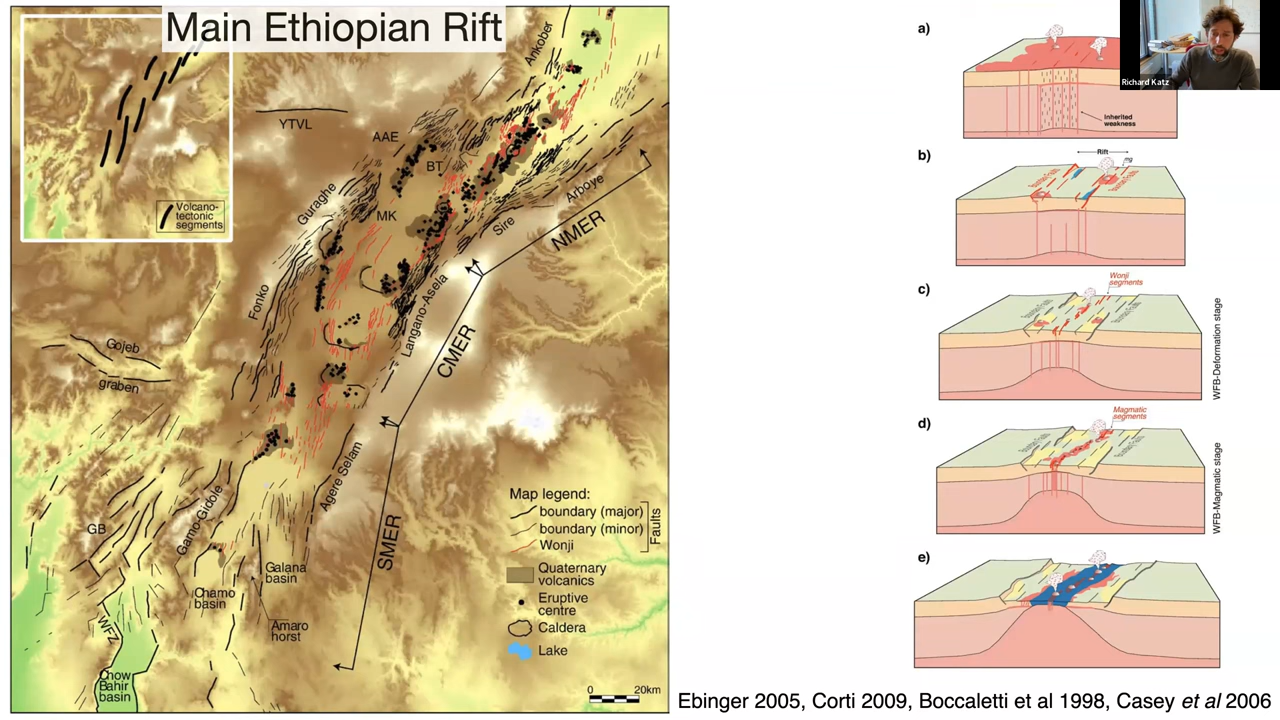 Main Ethiopian Rift
Volcano-
tectonic
segments
Ankober
YTVL
AAE
BT
Guraghe
MK
Arboye
Sire
NMER
Fonko
Langano-Asela
CMER
Gojeb
graben
Agere Selam
SMER
GB
Gamo-Gidole
Galana
basin
Chamo
basin
Amaro
horst
WFZ
Chow
Bahir
basin
Map legend:
boundary (major)
boundary (minor)
Wonji
Faults
Quaternary
volcanics
Eruptive
centre
Caldera
Lake
0 20km
a)
Inherited
weakness
Richard Katz
b)
Rift
mg
c)
Wonji
segments
WFB-Deformation stage
d)
Magmatic
segments
WFB-Magmatic stage
e)
Ebinger 2005, Corti 2009, Boccaletti et al 1998, Casey et al 2006